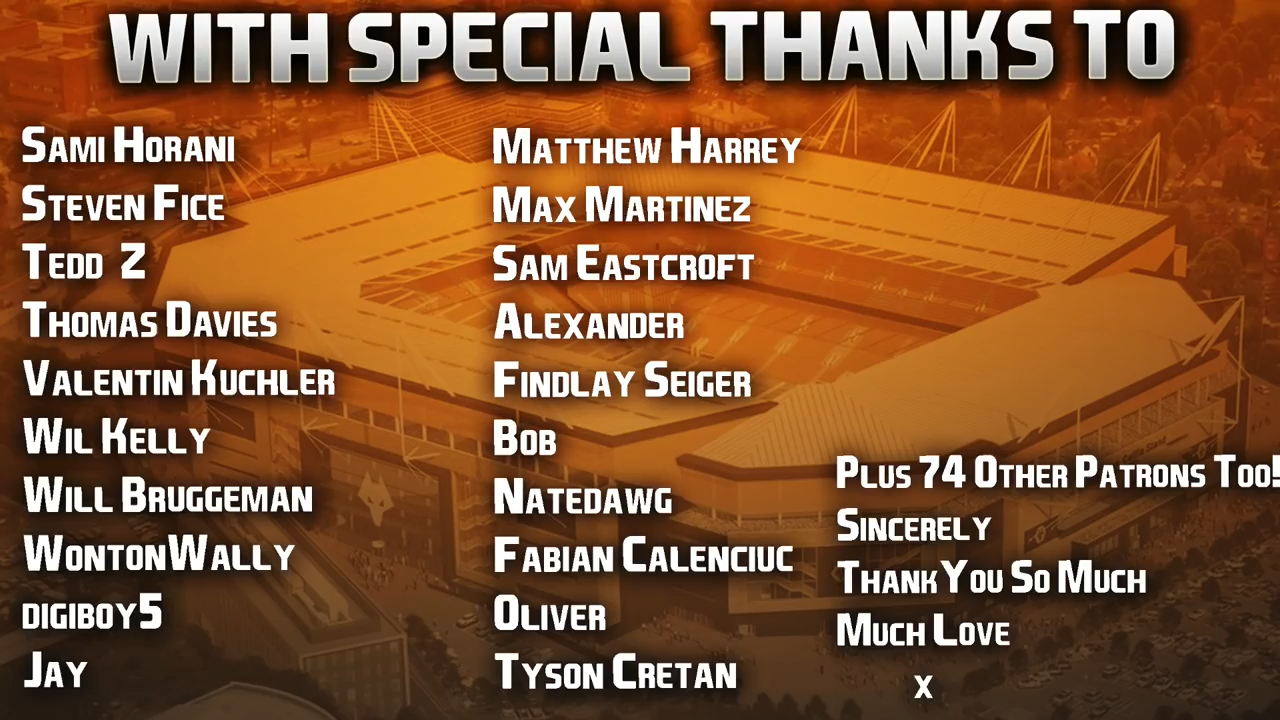 WITH SPECIAL THANKS TO
Sami Horani
Steven Fice
Tedd Z
Thomas Davies
Valentin Kuchler
Wil Kelly
Will Bruggeman
WontonWally
digiboy5
Jay
Matthew Harrey
Max Martinez
Sam Eastcroft
Alexander
Findlay Seiger
Bob
Natedawg
Fabian Calenciuc
Oliver
Tyson Cretan
Plus 74 Other Patrons Too!
Sincerely
Thank You So Much
Much Love
x